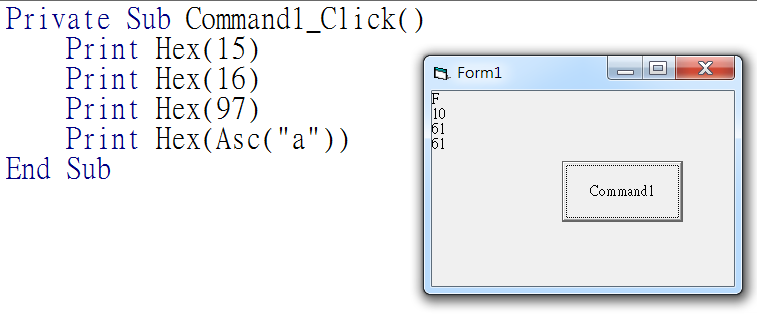 Private Sub Command1_Click()
    Print Hex(15)
    Print Hex(16)
    Print Hex(97)
    Print Hex(Asc("a"))
End Sub
Form1
F
10
61
61
Command1